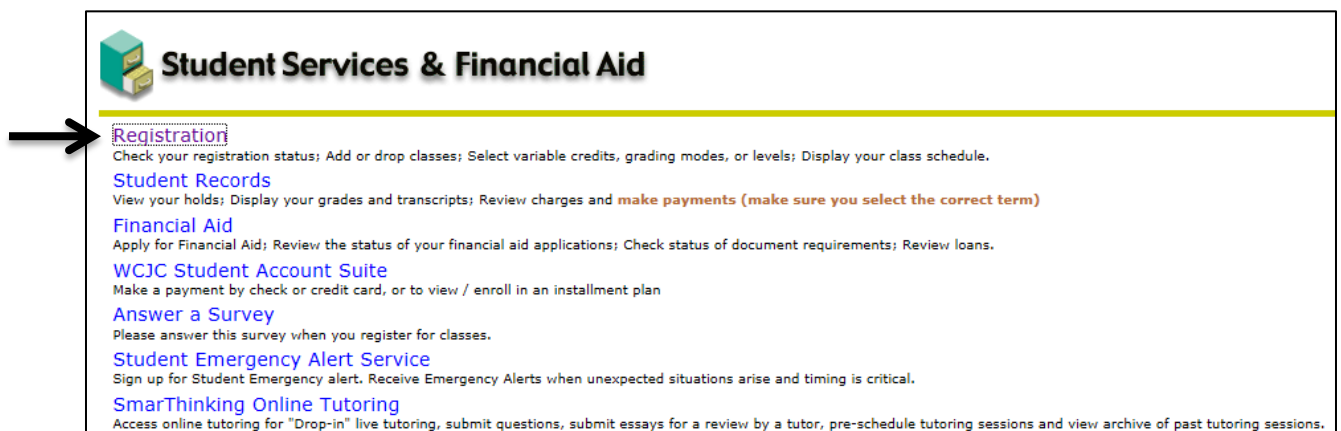 Student Services & Financial Aid
Registration
Check your registration status; Add or drop classes; Select variable credits, grading modes, or levels; Display your class schedule.
Student Records
View your holds; Display your grades and transcripts; Review charges and make payments (make sure you select the correct term)
Financial Aid
Apply for Financial Aid; Review the status of your financial aid applications; Check status of document requirements; Review loans.
WCJC Student Account Suite
Make a payment by check or credit card, or to view / enroll in an installment plan
Answer a Survey
Please answer this survey when you register for classes.
Student Emergency Alert Service
Sign up for Student Emergency alert. Receive Emergency Alerts when unexpected situations arise and timing is critical.
SmarThinking Online Tutoring
Access online tutoring for "Drop-in" live tutoring, submit questions, submit essays for a review by a tutor, pre-schedule tutoring sessions and view archive of past tutoring sessions.